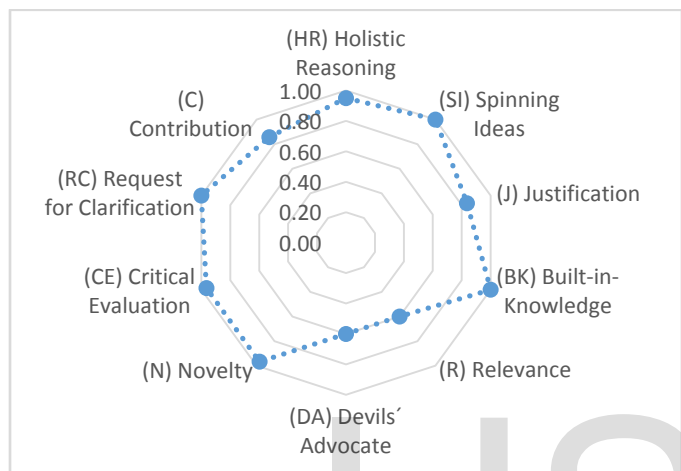 (HR) Holistic
Reasoning
(SI) Spinning
Ideas
(J) Justification
(BK) Built-in-
Knowledge
(R) Relevance
(DA) Devils´
Advocate
(N) Novelty
(CE) Critical
Evaluation
(RC) Request
for Clarification
(C)
Contribution
1.00
0.80
0.60
0.40
0.20
0.00